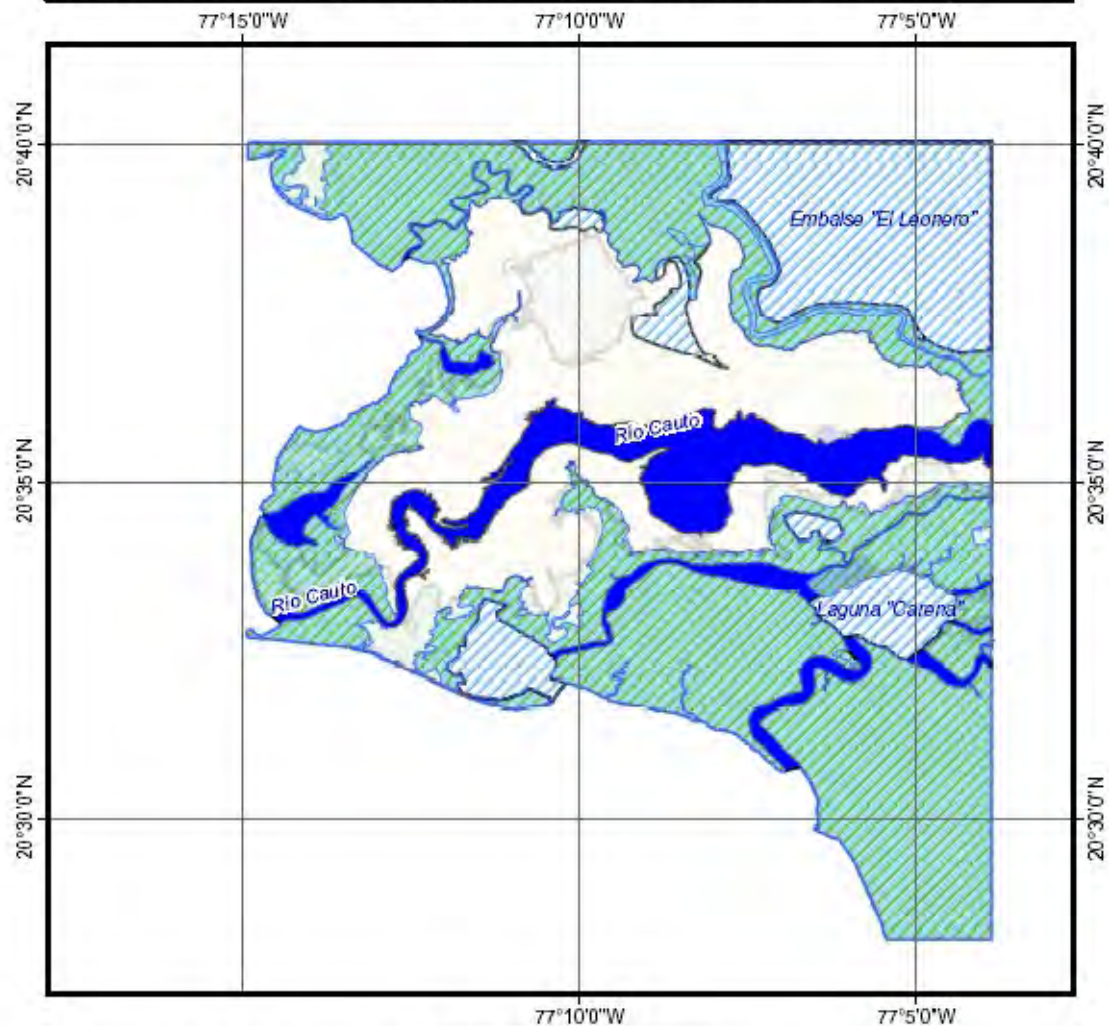 77°15'0"W 77°10'0"W 77°5'0"W
20°40'0"N 20°40'0"N
Embalse "El Leonero"
Río Cauto
20°35'0"N 20°35'0"N
Río Cauto
Laguna "Carena"
20°30'0"N 20°30'0"N
77°10'0"W 77°5'0"W